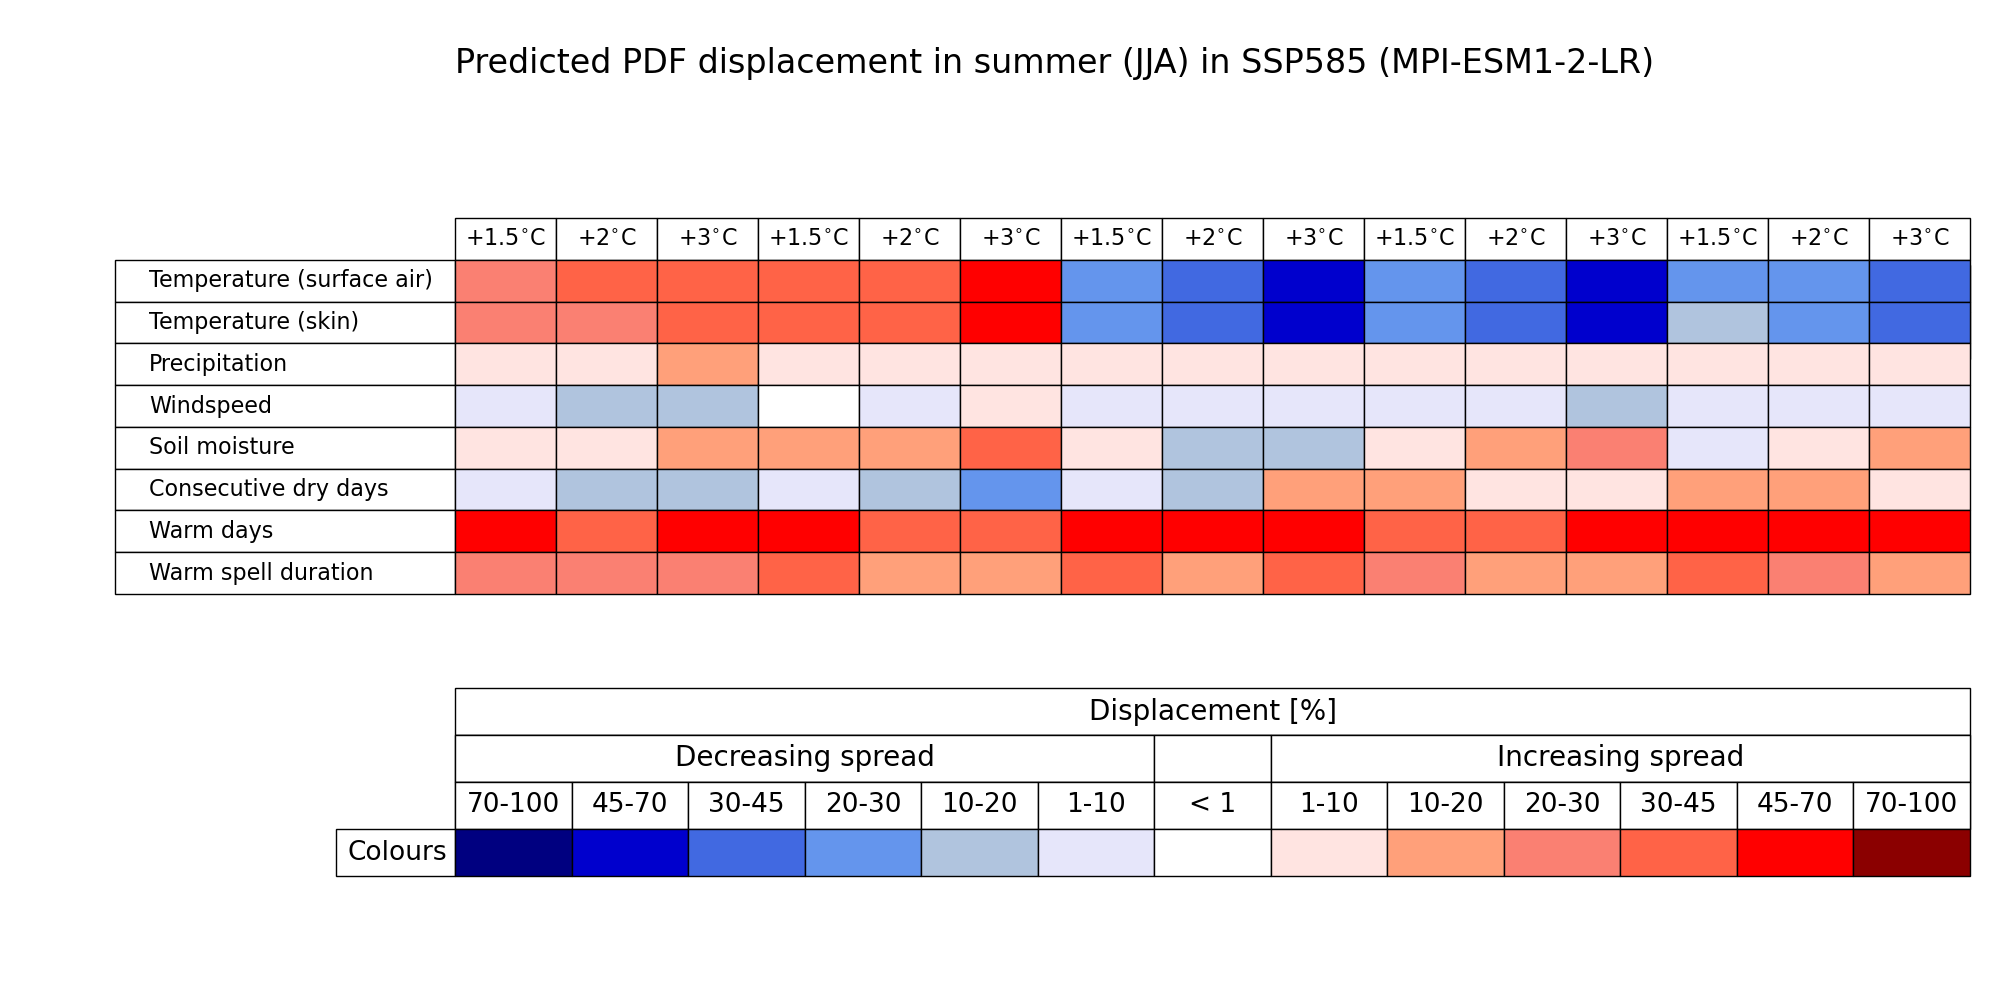 Predicted PDF displacement in summer (JJA) in SSP585 (MPI-ESM1-2-LR)
+1.5°C +2°C +3°C +1.5°C +2°C +3°C +1.5°C +2°C +3°C +1.5°C +2°C +3°C +1.5°C +2°C +3°C
Temperature (surface air)
Temperature (skin)
Precipitation
Windspeed
Soil moisture
Consecutive dry days
Warm days
Warm spell duration
Displacement [%]
Decreasing spread Increasing spread
70-100 45-70 30-45 20-30 10-20 1-10 < 1 1-10 10-20 20-30 30-45 45-70 70-100
Colours